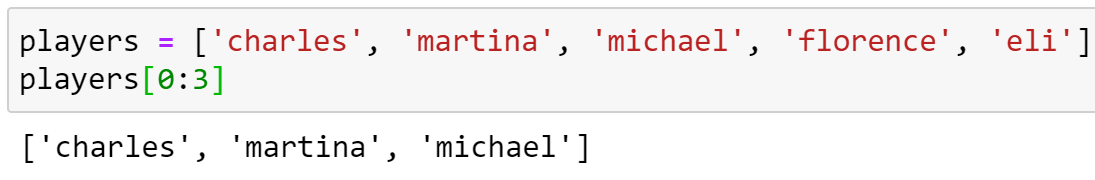 players = ['charles', 'martina', 'michael', 'florence', 'eli']
players[0:3]
['charles', 'martina', 'michael']